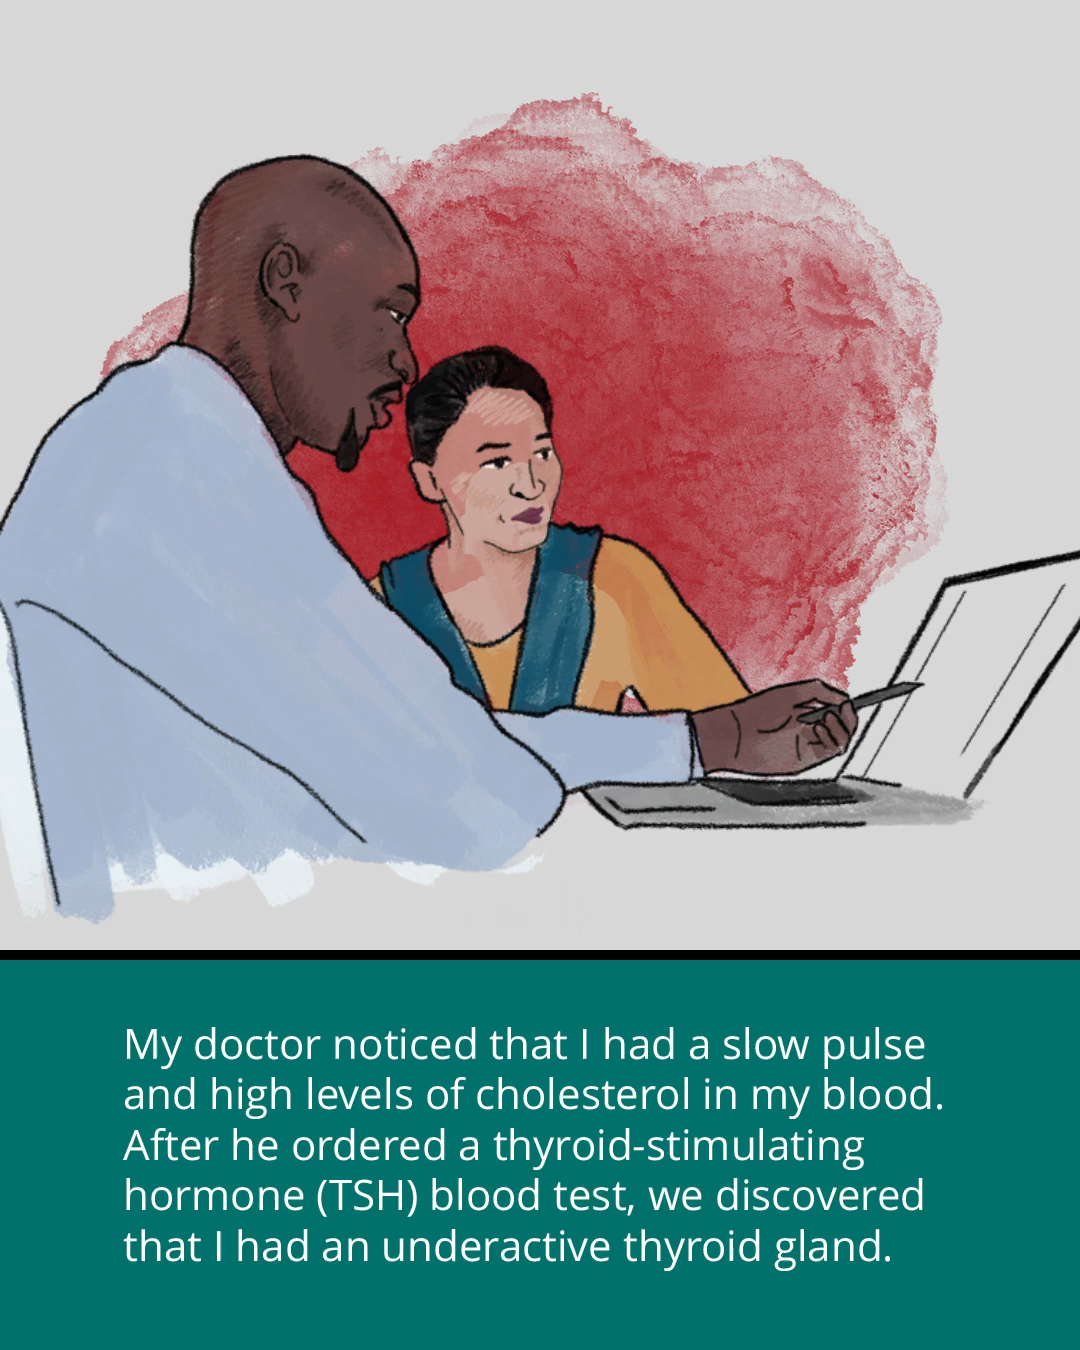 My doctor noticed that I had a slow pulse
and high levels of cholesterol in my blood.
After he ordered a thyroid-stimulating
hormone (TSH) blood test, we discovered
that I had an underactive thyroid gland.